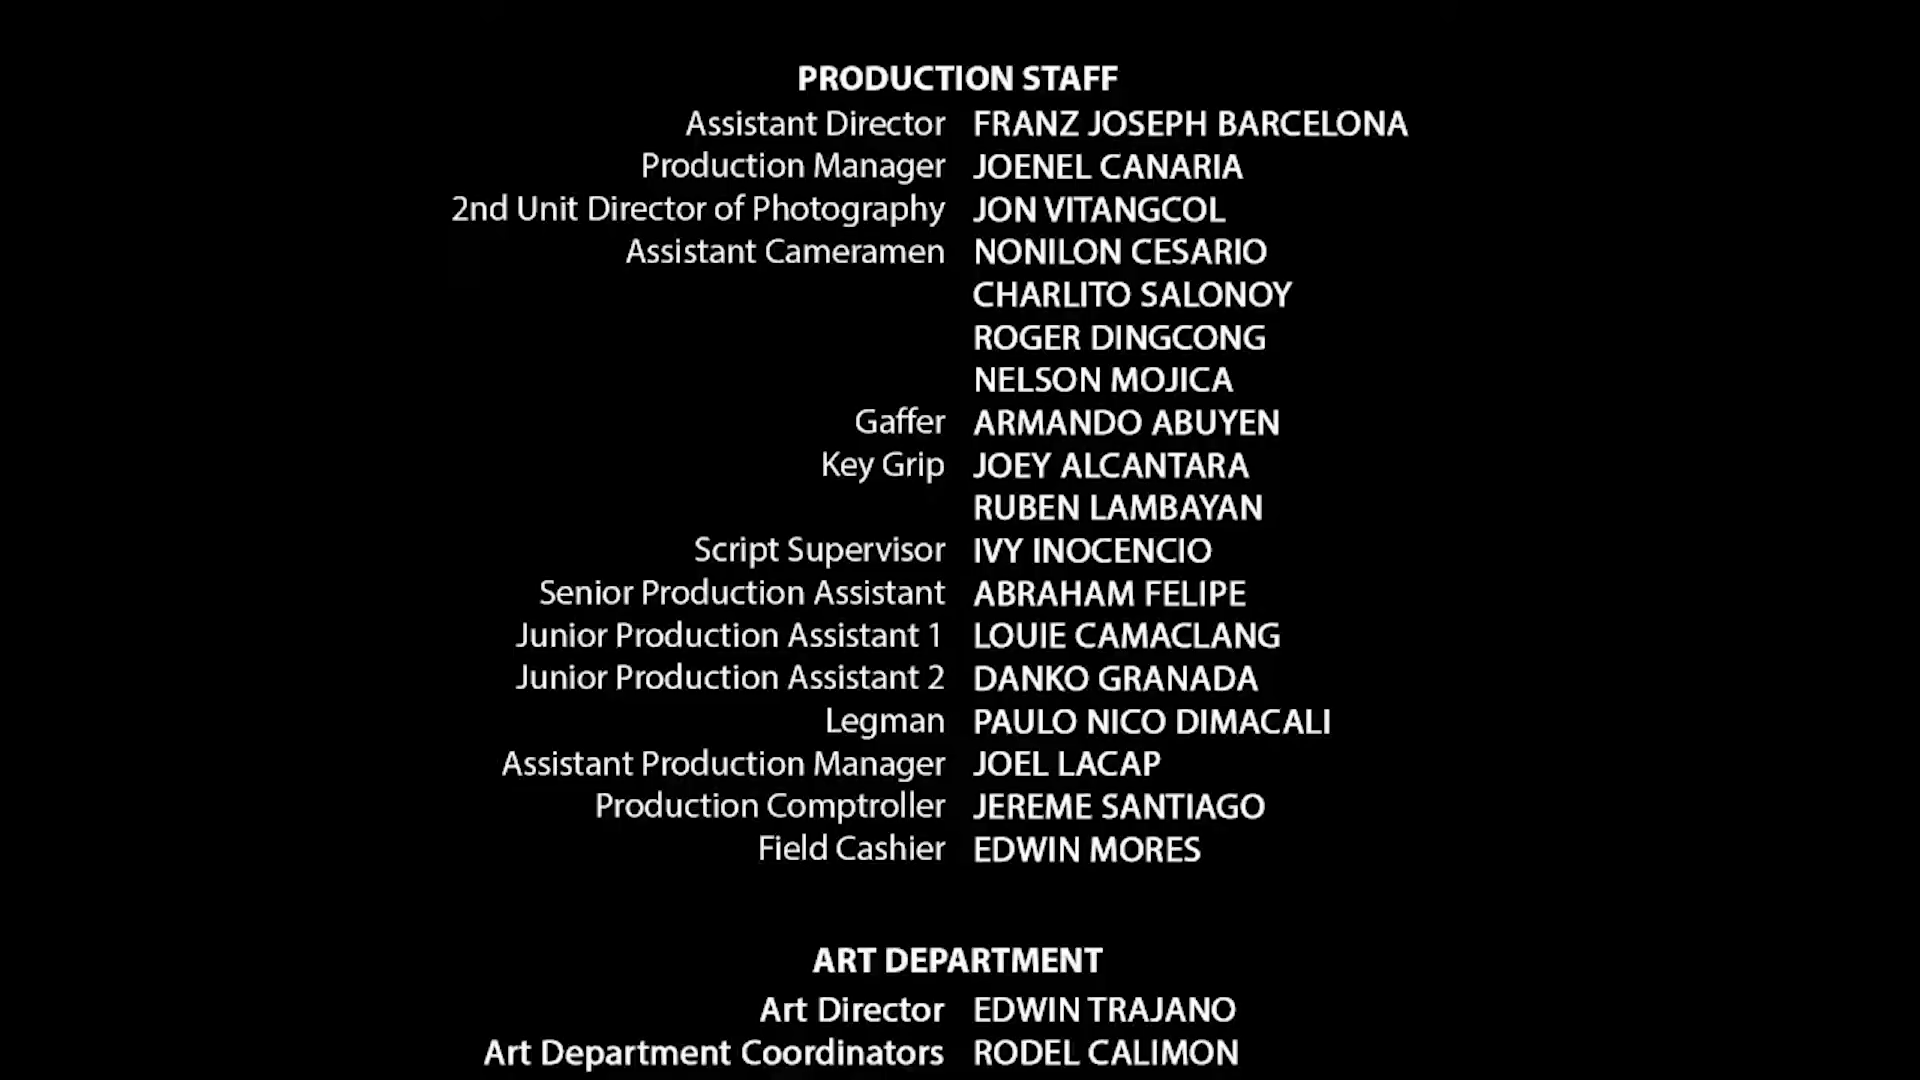 PRODUCTION STAFF
Assistant Director FRANZ JOSEPH BARCELONA
Production Manager JOENEL CANARIA
2nd Unit Director of Photography JON VITANGCOL
Assistant Cameramen NONILON CESARIO
CHARLITO SALONOY
ROGER DINGCONG
NELSON MOJICA
Gaffer ARMANDO ABUYEN
Key Grip JOEY ALCANTARA
RUBEN LAMBAYAN
Script Supervisor IVY INOCENCIO
Senior Production Assistant ABRAHAM FELIPE
Junior Production Assistant 1 LOUIE CAMACLANG
Junior Production Assistant 2 DANKO GRANADA
Legman PAULO NICO DIMACALI
Assistant Production Manager JOEL LACAP
Production Comptroller JEREME SANTIAGO
Field Cashier EDWIN MORES
ART DEPARTMENT
Art Director EDWIN TRAJANO
Art Department Coordinators RODEL CALIMON